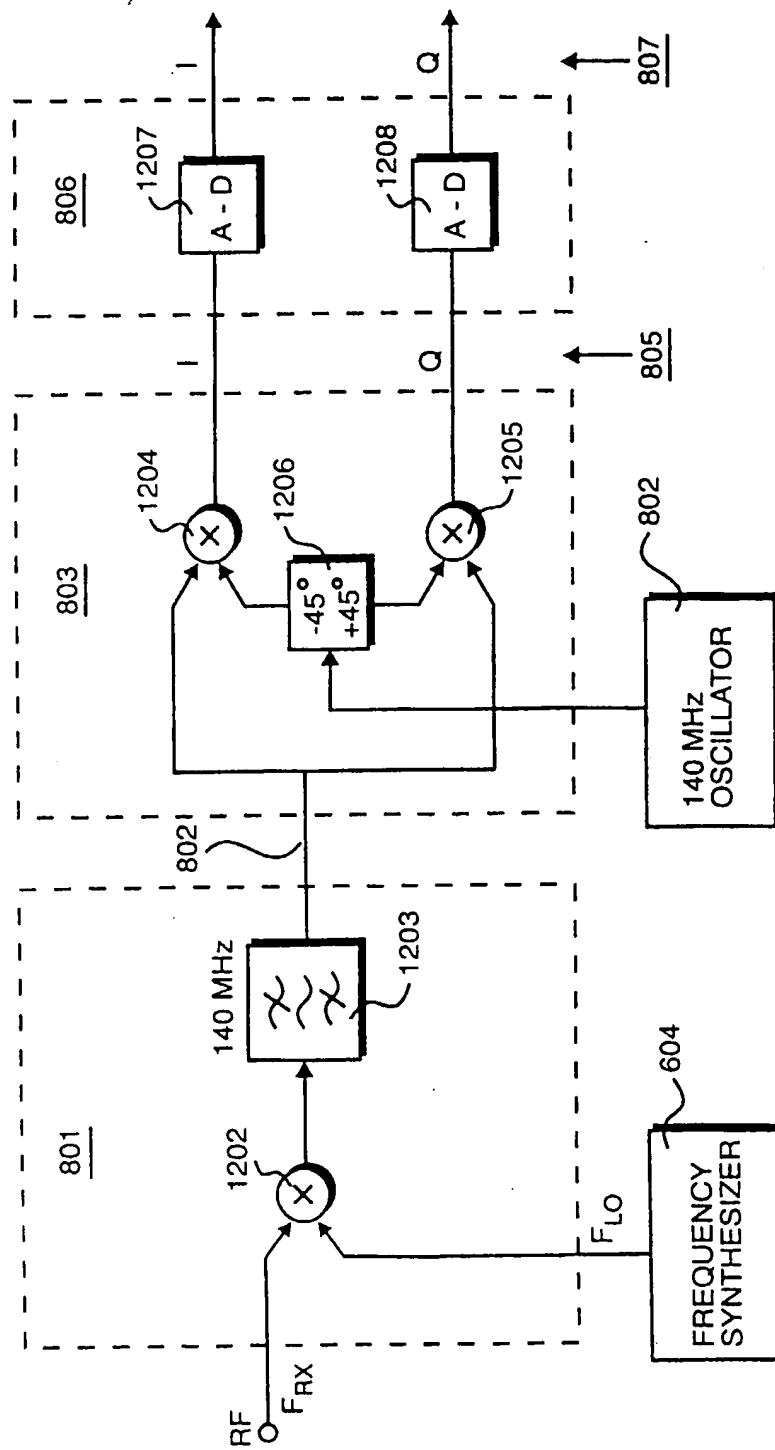 RF
F_RX
801
1202
140 MHz
1203
F_LO
FREQUENCY
SYNTHESIZER
604
802
803
1204
-45°
+45°
1206
1205
140 MHz
OSCILLATOR
802
I
Q
805
806
1207
A - D
1208
A - D
I
Q
807